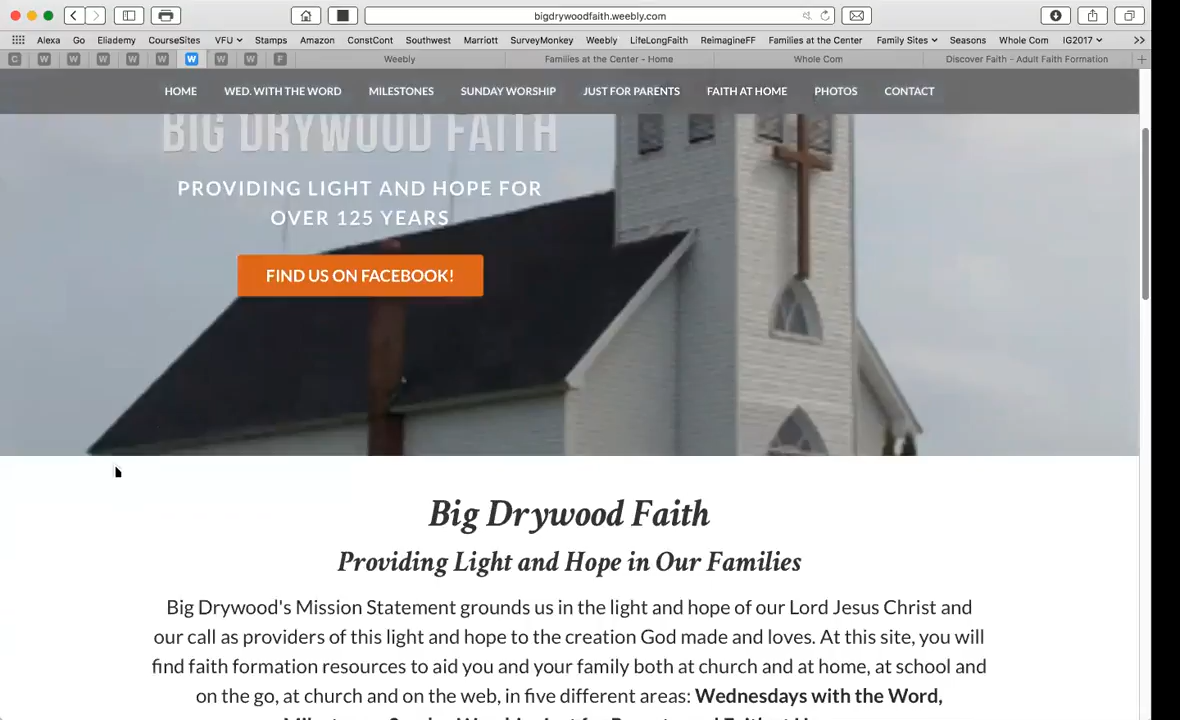 bigdrywoodfaith.weebly.com
Alexa Go Eliademy CourseSites VFU Stamps Amazon ConstCont Southwest Marriott SurveyMonkey Weebly LifeLongFaith ReimagineFF Families at the Center Family Sites Seasons Whole Com IG2017 >>
C W W W W W W W W F Weebly Families at the Center - Home Whole Com Discover Faith - Adult Faith Formation +
HOME WED. WITH THE WORD MILESTONES SUNDAY WORSHIP JUST FOR PARENTS FAITH AT HOME PHOTOS CONTACT
BIG DRYWOOD FAITH
PROVIDING LIGHT AND HOPE FOR
OVER 125 YEARS
FIND US ON FACEBOOK!
Big Drywood Faith
Providing Light and Hope in Our Families
Big Drywood's Mission Statement grounds us in the light and hope of our Lord Jesus Christ and
our call as providers of this light and hope to the creation God made and loves. At this site, you will
find faith formation resources to aid you and your family both at church and at home, at school and
on the go, at church and on the web, in five different areas: Wednesdays with the Word,